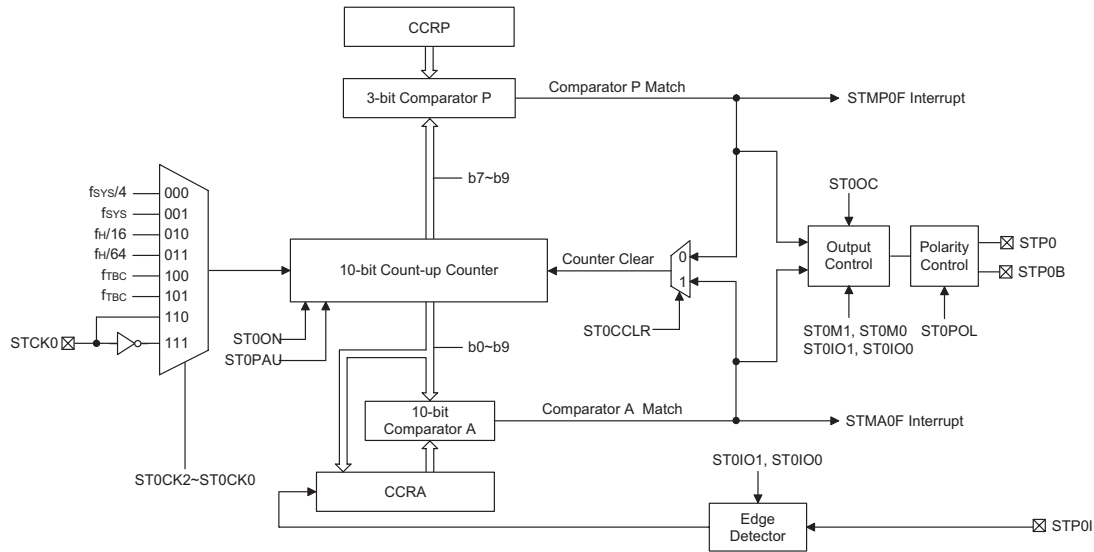 CCRP
3-bit Comparator P
Comparator P Match
STMP0F Interrupt
b7~b9
fSYS/4
000
fSYS
001
fH/16
010
fH/64
011
fTBC
100
fTBC
101
110
111
STCK0
ST0CK2~ST0CK0
10-bit Count-up Counter
ST0ON
ST0PAU
b0~b9
Counter Clear
0
1
ST0CCLR
ST0OC
Output
Control
ST0M1, ST0M0
ST0IO1, ST0IO0
Polarity
Control
ST0POL
STP0
STP0B
10-bit
Comparator A
Comparator A Match
STMA0F Interrupt
CCRA
ST0IO1, ST0IO0
Edge
Detector
STP0I